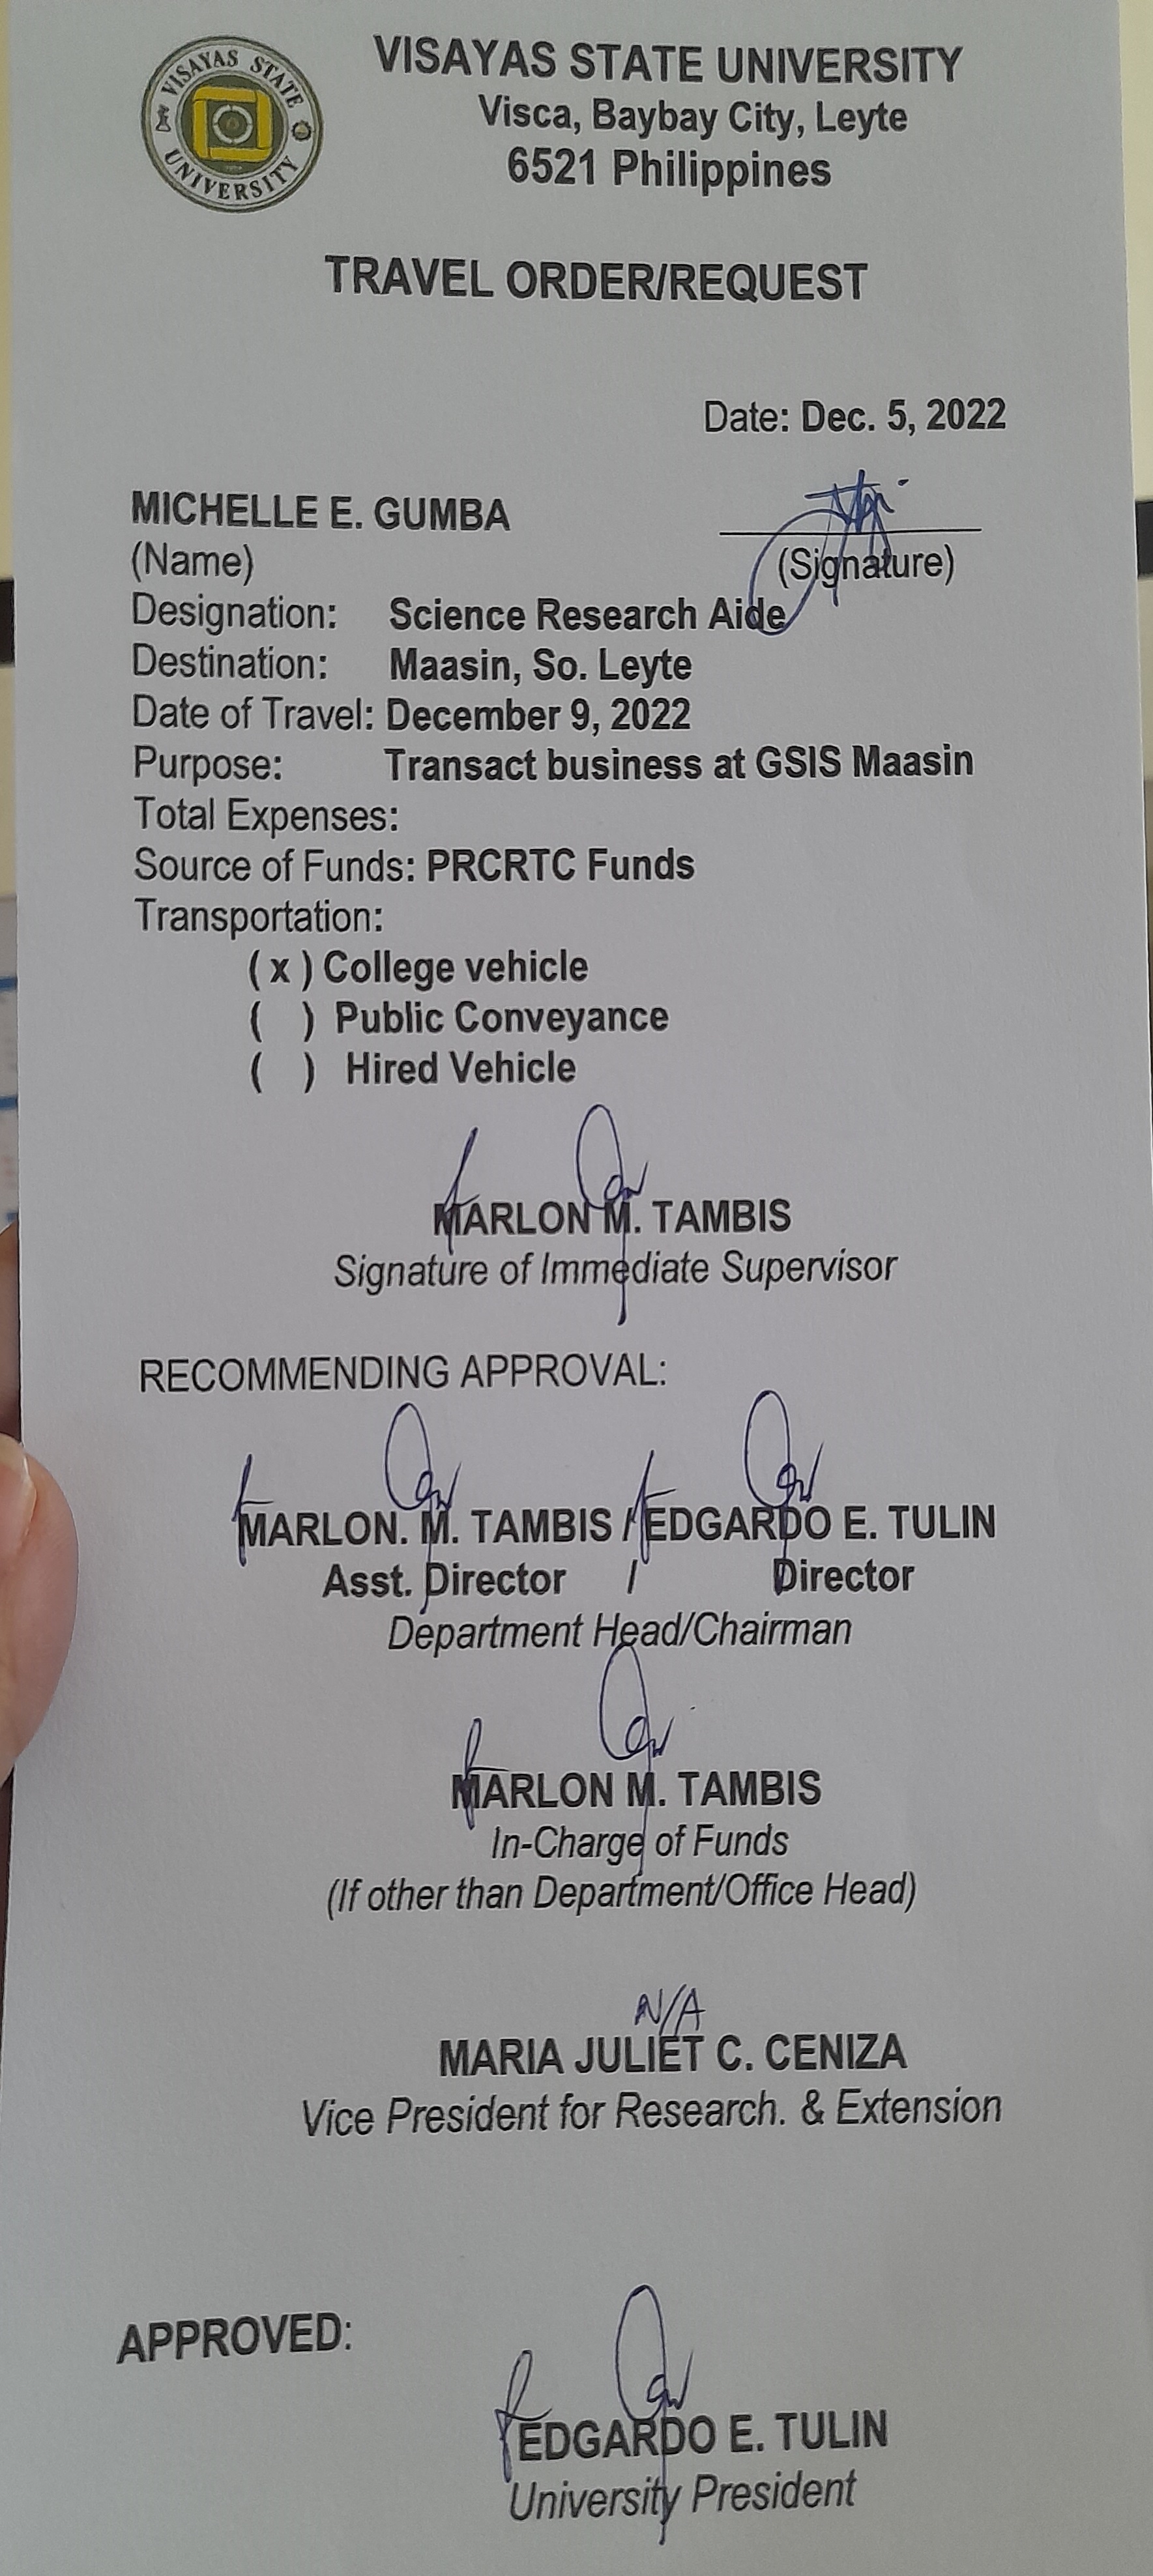 VISAYAS STATE UNIVERSITY
VISAYAS STATE UNIVERSITY
Visca, Baybay City, Leyte
6521 Philippines
TRAVEL ORDER/REQUEST
Date: Dec. 5, 2022
MICHELLE E. GUMBA
(Name)
(Signature)
Designation: Science Research Aide
Destination: Maasin, So. Leyte
Date of Travel: December 9, 2022
Purpose: Transact business at GSIS Maasin
Total Expenses:
Source of Funds: PRCRTC Funds
Transportation:
( x ) College vehicle
( ) Public Conveyance
( ) Hired Vehicle
MARLON M. TAMBIS
Signature of Immediate Supervisor
RECOMMENDING APPROVAL:
MARLON. M. TAMBIS / EDGARDO E. TULIN
Asst. Director / Director
Department Head/Chairman
MARLON M. TAMBIS
In-Charge of Funds
(If other than Department/Office Head)
N/A
MARIA JULIET C. CENIZA
Vice President for Research. & Extension
APPROVED:
EDGARDO E. TULIN
University President